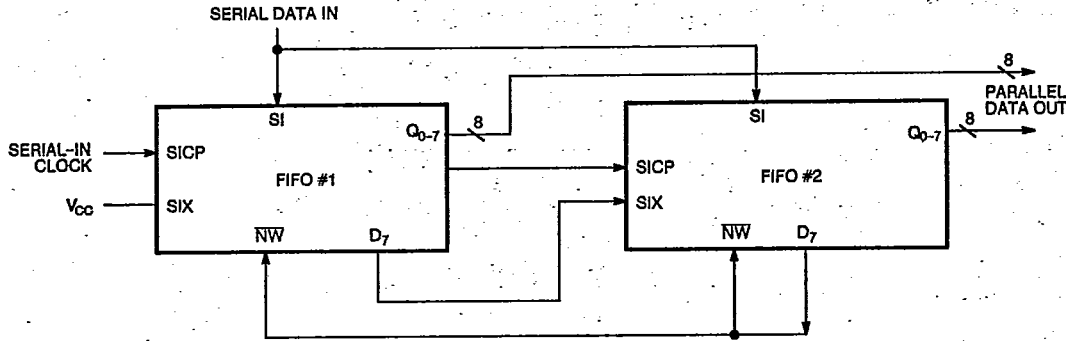 SERIAL DATA IN
8
SI
SI
PARALLEL
DATA OUT
Q0–7
8
Q0–7
8
SERIAL–IN
CLOCK
SICP
SICP
FIFO #1
FIFO #2
VCC
SIX
SIX
NW
D7
NW
D7